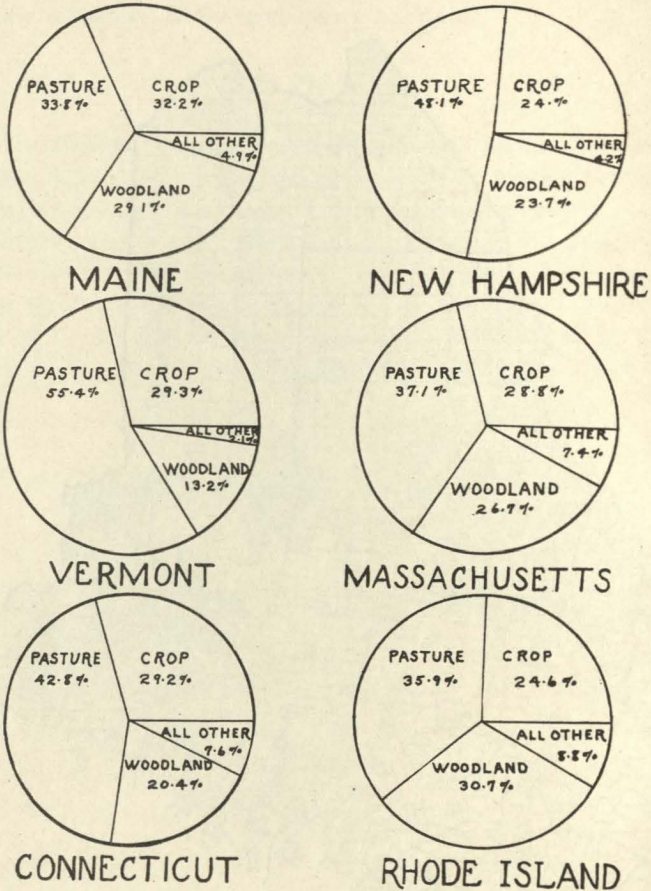 PASTURE
33.8%
CROP
32.2%
ALL OTHER
4.9%
WOODLAND
29.1%
MAINE
PASTURE
48.1%
CROP
24.%
ALL OTHER
4.2%
WOODLAND
23.7%
NEW HAMPSHIRE
PASTURE
55.4%
CROP
29.3%
ALL OTHER
2.1%
WOODLAND
13.2%
VERMONT
PASTURE
37.1%
CROP
28.8%
ALL OTHER
7.4%
WOODLAND
26.7%
MASSACHUSETTS
PASTURE
42.8%
CROP
29.2%
ALL OTHER
7.6%
WOODLAND
20.4%
CONNECTICUT
PASTURE
35.9%
CROP
24.6%
ALL OTHER
8.8%
WOODLAND
30.7%
RHODE ISLAND